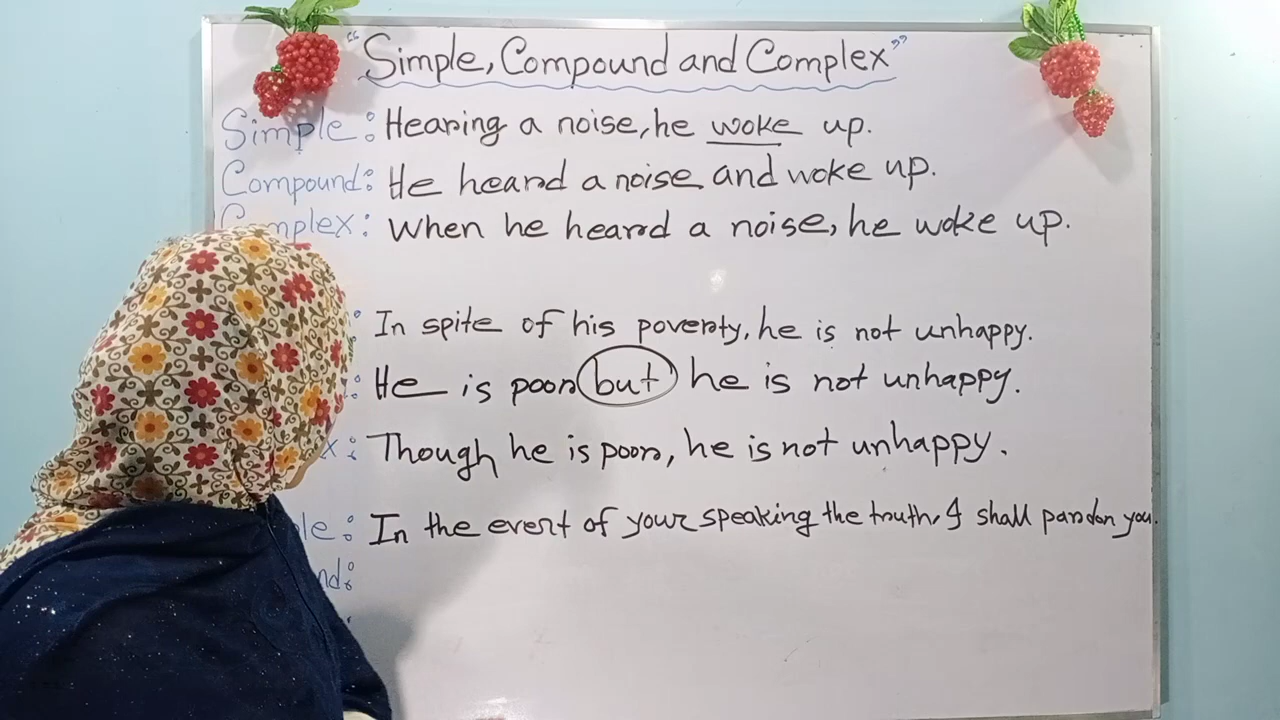 "Simple, Compound and Complex"
Simple: Hearing a noise, he woke up.
Compound: He heard a noise and woke up.
Complex: When he heard a noise, he woke up.
: In spite of his poverty, he is not unhappy.
: He is poor but he is not unhappy.
x: Though he is poor, he is not unhappy.
le: In the event of your speaking the truth, I shall pardon you.
nd: